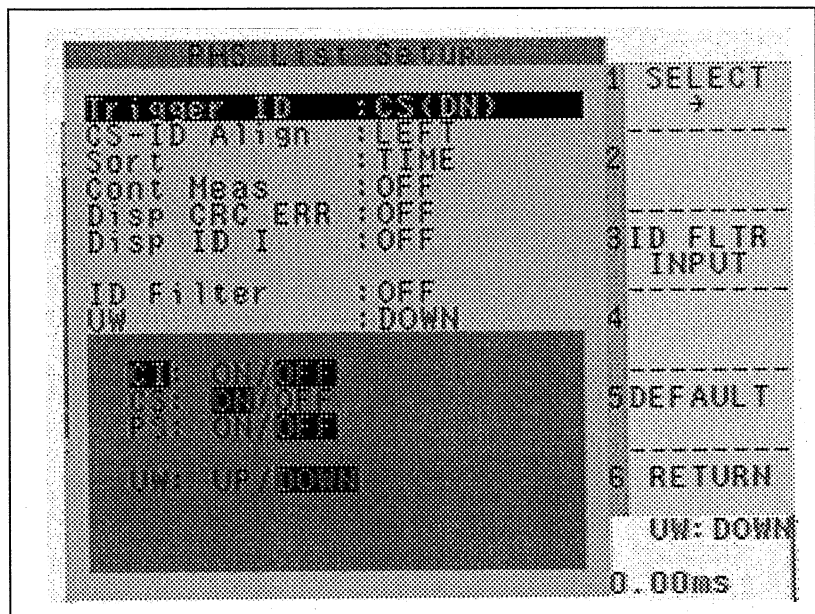 PHS List Setup
Trigger ID :CS(DN)
CS-ID Align :LEFT
Sort :TIME
Cont Meas :OFF
Disp CRC ERR :OFF
Disp ID I :OFF
ID Filter :OFF
UW :DOWN
CI: ON/OFF
CS: ON/OFF
PS: ON/OFF
UW: UP/DOWN
1 SELECT
→
2
3 ID FLTR
INPUT
4
5 DEFAULT
6 RETURN
UW: DOWN
0.00ms